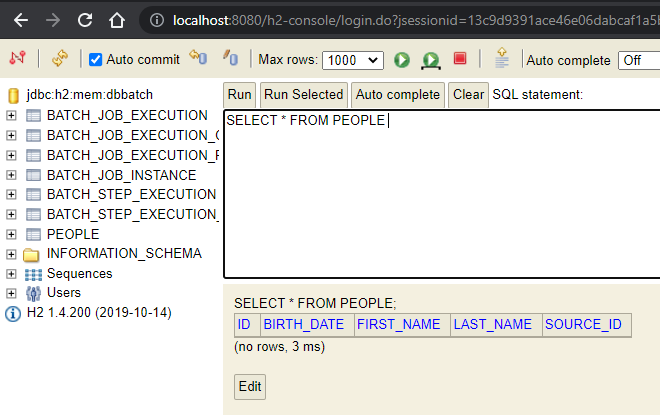 localhost:8080/h2-console/login.do?jsessionid=13c9d9391ace46e06dabcaf1a5b
Auto commit Max rows: 1000 Auto complete Off
jdbc:h2:mem:dbbatch
BATCH_JOB_EXECUTION
BATCH_JOB_EXECUTION_
BATCH_JOB_EXECUTION_
BATCH_JOB_INSTANCE
BATCH_STEP_EXECUTION
BATCH_STEP_EXECUTION_
PEOPLE
INFORMATION_SCHEMA
Sequences
Users
H2 1.4.200 (2019-10-14)
Run Run Selected Auto complete Clear SQL statement:
SELECT * FROM PEOPLE
SELECT * FROM PEOPLE;
ID BIRTH_DATE FIRST_NAME LAST_NAME SOURCE_ID
(no rows, 3 ms)
Edit